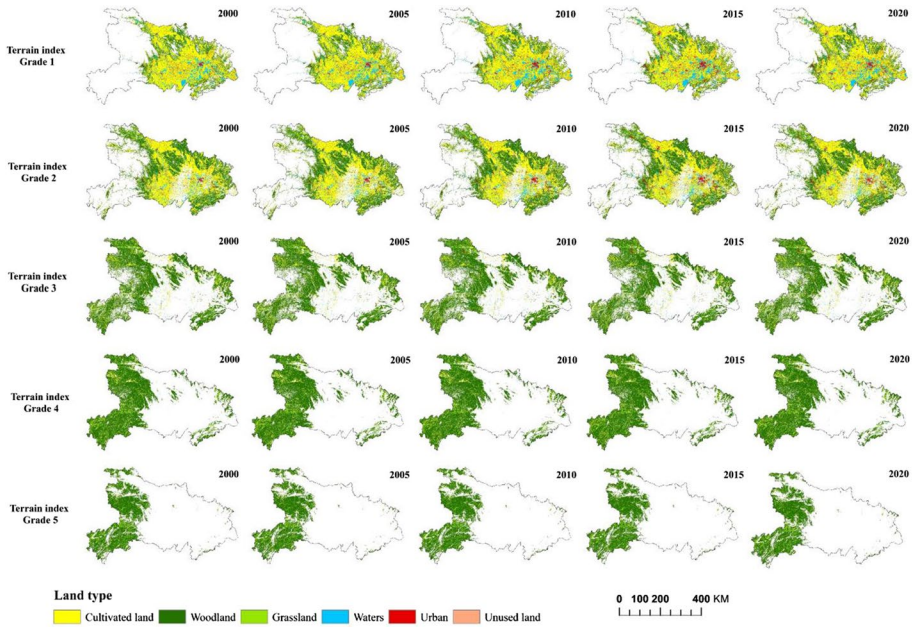 2000 2005 2010 2015 2020
Terrain index
Grade 1
2000 2005 2010 2015 2020
Terrain index
Grade 2
2000 2005 2010 2015 2020
Terrain index
Grade 3
2000 2005 2010 2015 2020
Terrain index
Grade 4
2000 2005 2010 2015 2020
Terrain index
Grade 5
Land type
Cultivated land Woodland Grassland Waters Urban Unused land
0 100 200 400 KM